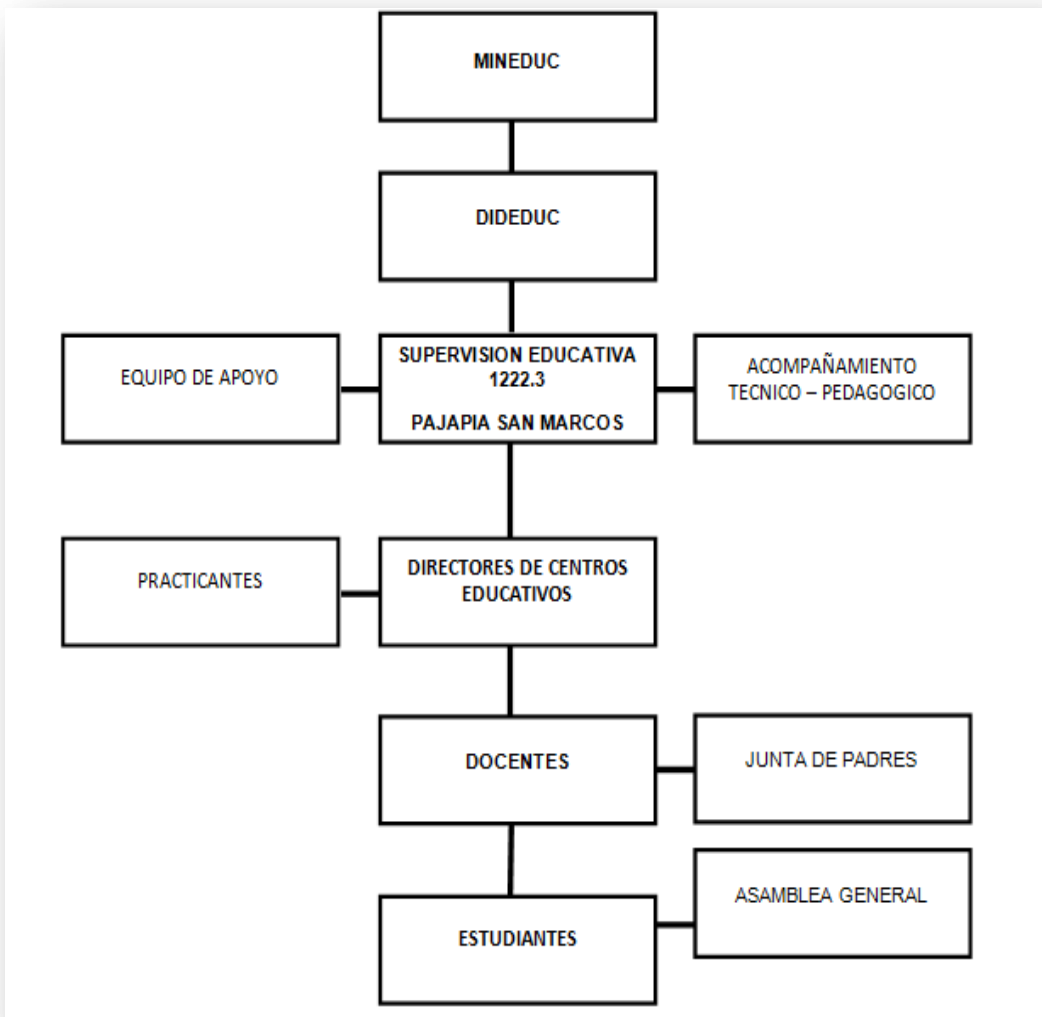 MINEDUC
DIDEDUC
EQUIPO DE APOYO
SUPERVISION EDUCATIVA
1222.3
PAJAPIA SAN MARCOS
ACOMPAÑAMIENTO
TECNICO – PEDAGOGICO
PRACTICANTES
DIRECTORES DE CENTROS
EDUCATIVOS
DOCENTES
JUNTA DE PADRES
ASAMBLEA GENERAL
ESTUDIANTES